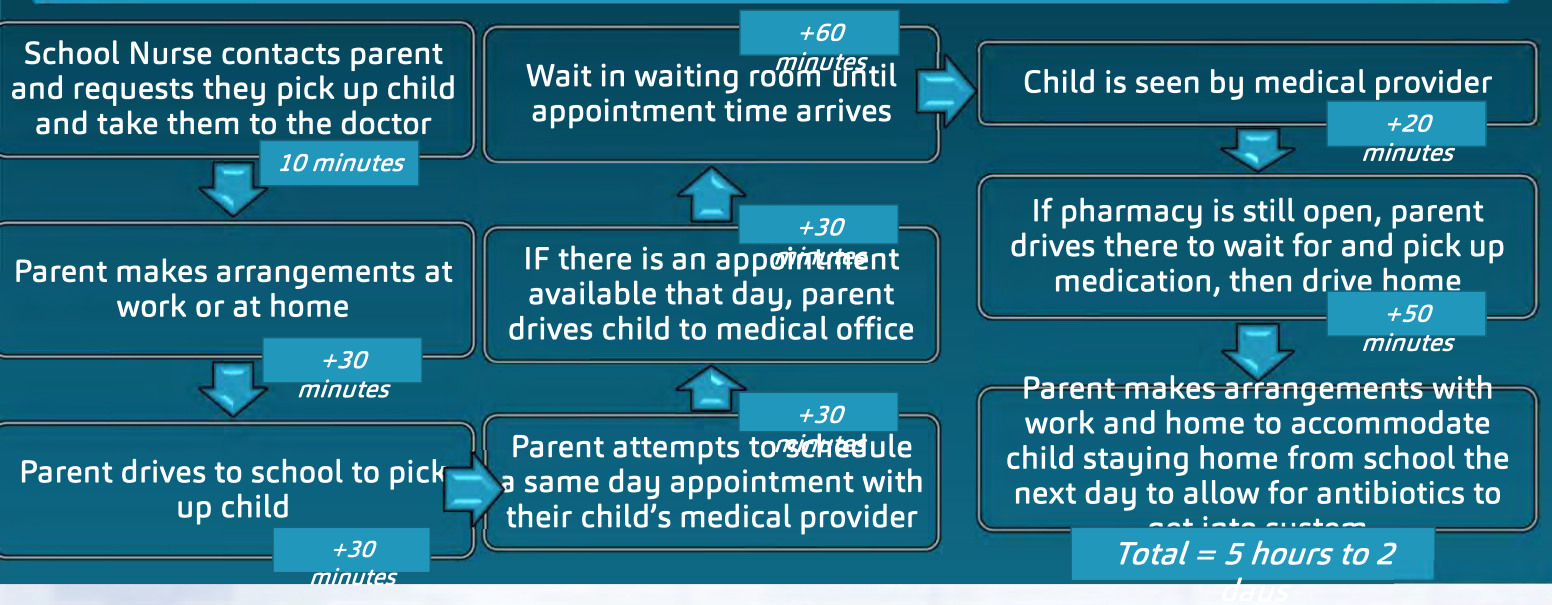 School Nurse contacts parent
and requests they pick up child
and take them to the doctor
10 minutes
Parent makes arrangements at
work or at home
+30
minutes
Parent drives to school to pick
up child
+30
minutes
Parent attempts to schedule
a same day appointment with
their child's medical provider
+30
minutes
IF there is an appointment
available that day, parent
drives child to medical office
+30
minutes
Wait in waiting room until
appointment time arrives
+60
minutes
Child is seen by medical provider
+20
minutes
If pharmacy is still open, parent
drives there to wait for and pick up
medication, then drive home
+50
minutes
Parent makes arrangements with
work and home to accommodate
child staying home from school the
next day to allow for antibiotics to
get into system
Total = 5 hours to 2
days